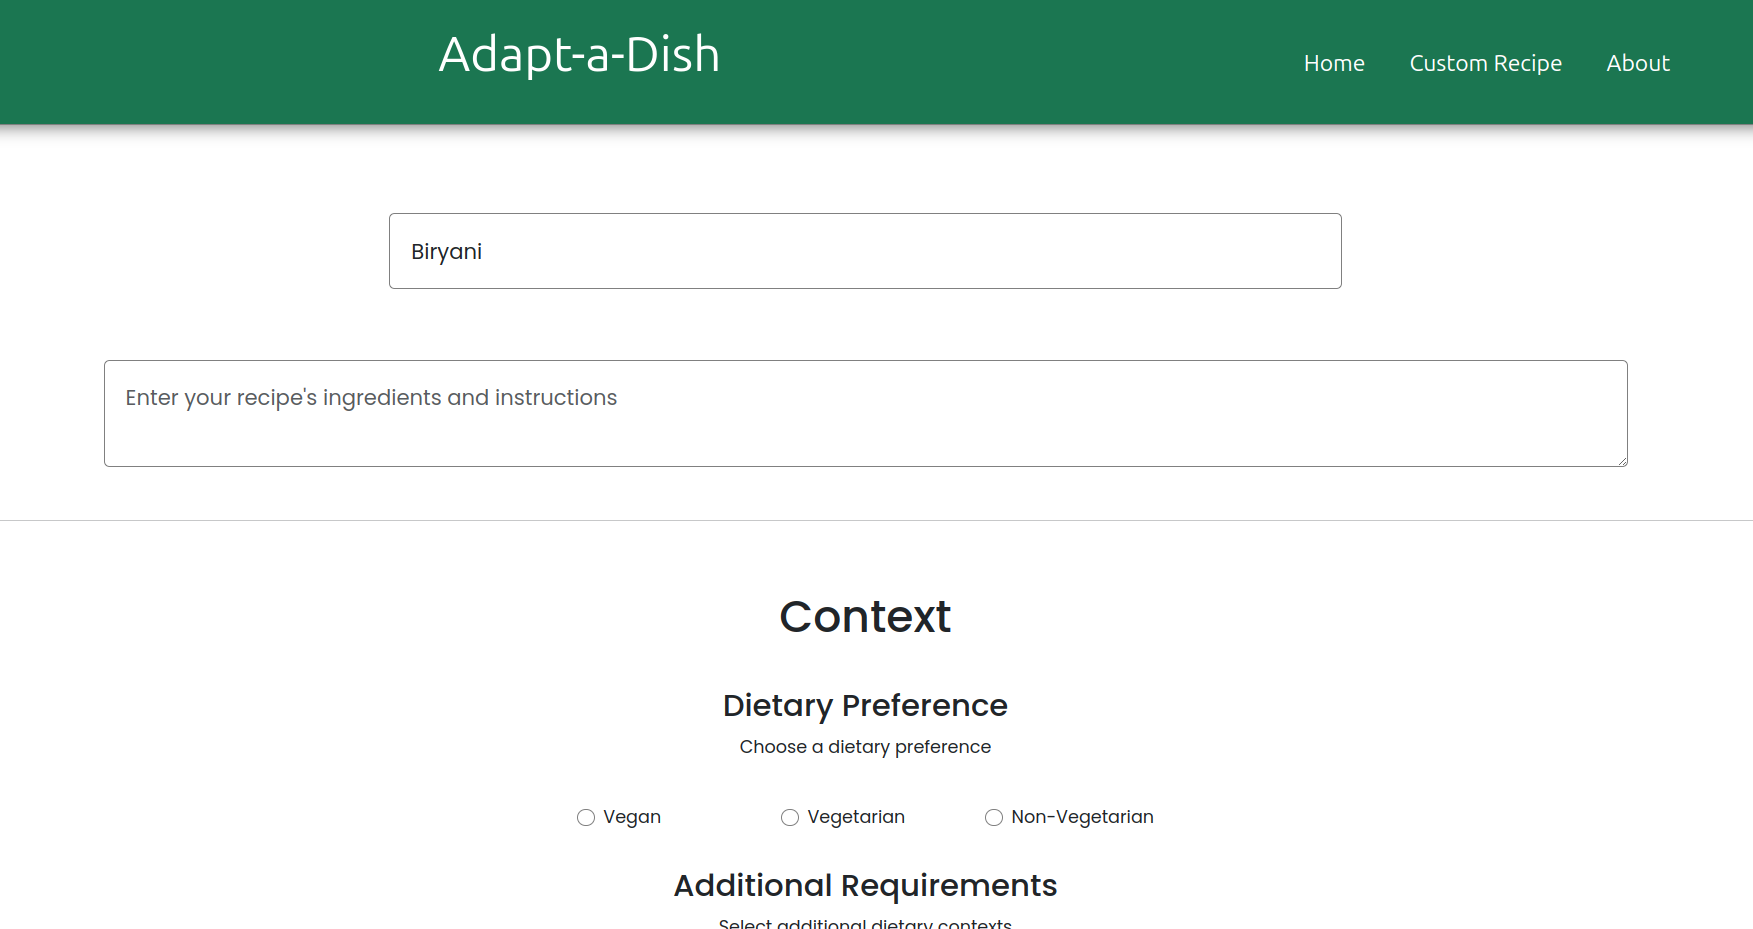 Adapt-a-Dish
Home Custom Recipe About
Biryani
Enter your recipe's ingredients and instructions
Context
Dietary Preference
Choose a dietary preference
Vegan Vegetarian Non-Vegetarian
Additional Requirements
Select additional dietary contexts